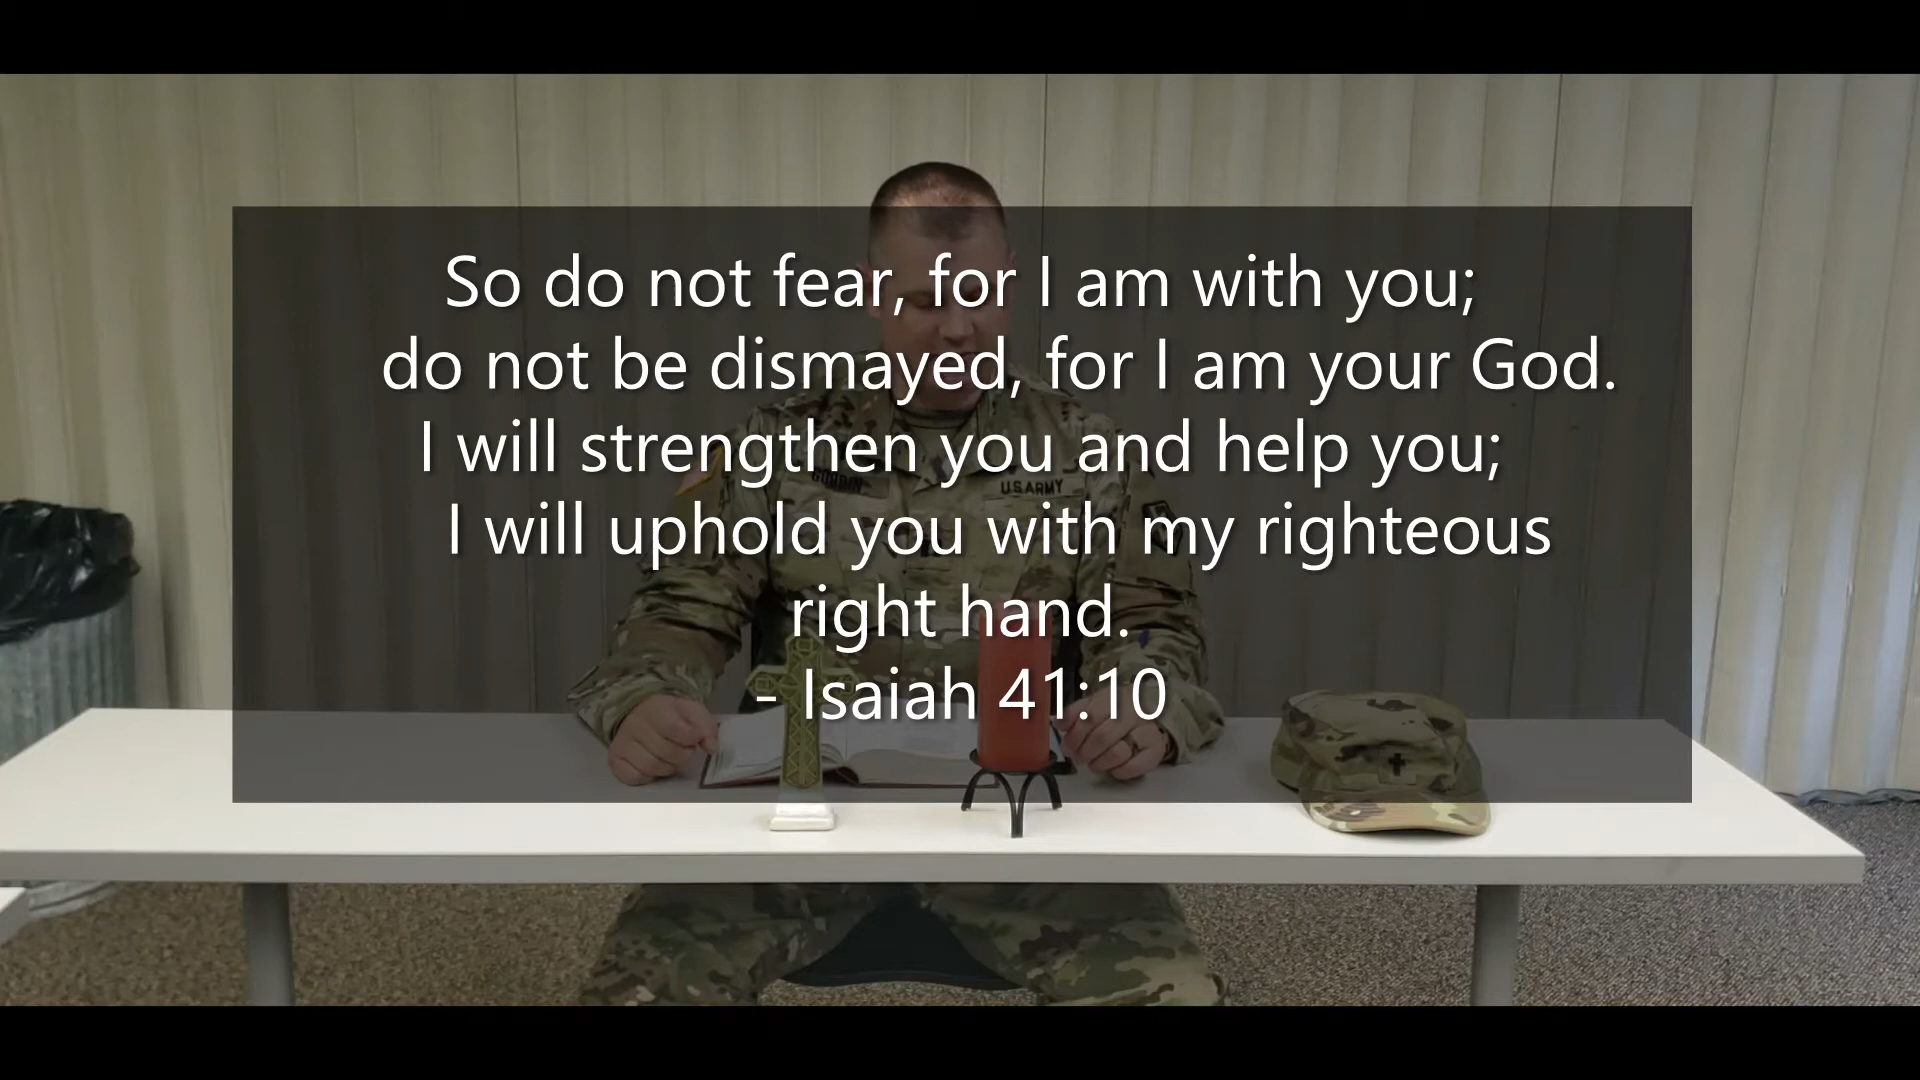 So do not fear, for I am with you;
do not be dismayed, for I am your God.
I will strengthen you and help you;
I will uphold you with my righteous
right hand.
- Isaiah 41:10
U.S. ARMY